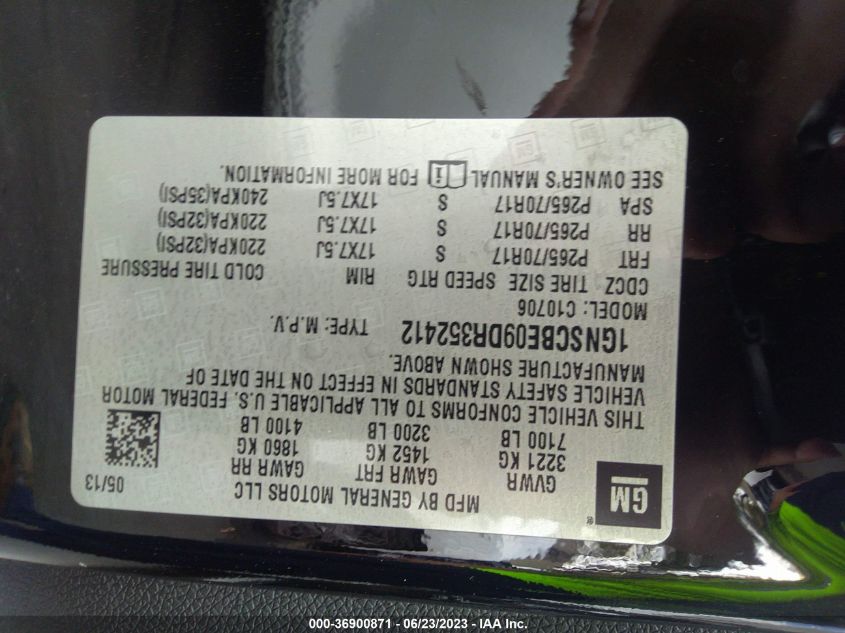 GM
®
MFD BY GENERAL MOTORS LLC 05/13
GVWR GAWR FRT GAWR RR
3221 KG 1452 KG 1860 KG
7100 LB 3200 LB 4100 LB
THIS VEHICLE CONFORMS TO ALL APPLICABLE U.S. FEDERAL MOTOR
VEHICLE SAFETY STANDARDS IN EFFECT ON THE DATE OF
MANUFACTURE SHOWN ABOVE.
1GNSCBE09DR352412 TYPE: M.P.V.
MODEL: C10706
CDCZ TIRE SIZE SPEED RTG RIM COLD TIRE PRESSURE
FRT P265/70R17 S 17X7.5J 220KPA(32PSI)
RR P265/70R17 S 17X7.5J 220KPA(32PSI)
SPA P265/70R17 S 17X7.5J 240KPA(35PSI)
SEE OWNER'S MANUAL i FOR MORE INFORMATION.
000-36900871 - 06/23/2023 - IAA Inc.